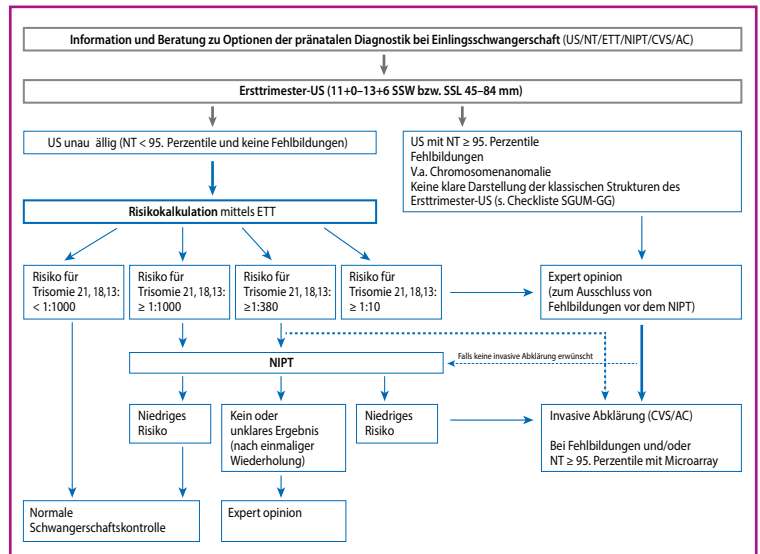 Information und Beratung zu Optionen der pränatalen Diagnostik bei Einlingsschwangerschaft (US/NT/ETT/NIPT/CVS/AC)
Ersttrimester-US (11+0–13+6 SSW bzw. SSL 45–84 mm)
US unau ällig (NT < 95. Perzentile und keine Fehlbildungen)
US mit NT ≥ 95. Perzentile
Fehlbildungen
V.a. Chromosomenanomalie
Keine klare Darstellung der klassischen Strukturen des
Ersttrimester-US (s. Checkliste SGUM-GG)
Risikokalkulation mittels ETT
Risiko für
Trisomie 21, 18,13:
< 1:1000
Risiko für
Trisomie 21, 18,13:
≥ 1:1000
Risiko für
Trisomie 21, 18,13:
≥1:380
Risiko für
Trisomie 21, 18,13:
≥ 1:10
Expert opinion
(zum Ausschluss von
Fehlbildungen vor dem NIPT)
NIPT
Falls keine invasive Abklärung erwünscht
Niedriges
Risiko
Kein oder
unklares Ergebnis
(nach einmaliger
Wiederholung)
Niedriges
Risiko
Invasive Abklärung (CVS/AC)
Bei Fehlbildungen und/oder
NT ≥ 95. Perzentile mit Microarray
Normale
Schwangerschaftskontrolle
Expert opinion